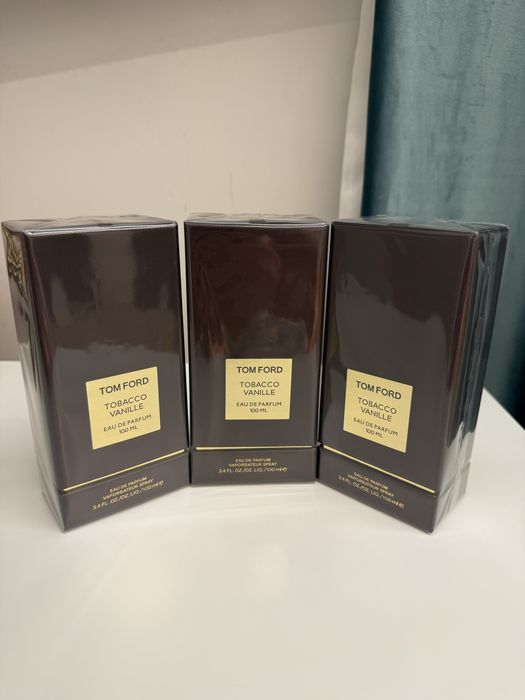 TOM FORD
TOBACCO
VANILLE
EAU DE PARFUM
100 ML
EAU DE PARFUM
VAPORISATEUR SPRAY
3.4 FL. OZ./OZ. LIQ./100 ml ℮
TOM FORD
TOBACCO
VANILLE
EAU DE PARFUM
100 ML
EAU DE PARFUM
VAPORISATEUR SPRAY
3.4 FL. OZ./OZ. LIQ./100 ml ℮
TOM FORD
TOBACCO
VANILLE
EAU DE PARFUM
100 ML
EAU DE PARFUM
VAPORISATEUR SPRAY
3.4 FL. OZ./OZ. LIQ./100 ml ℮